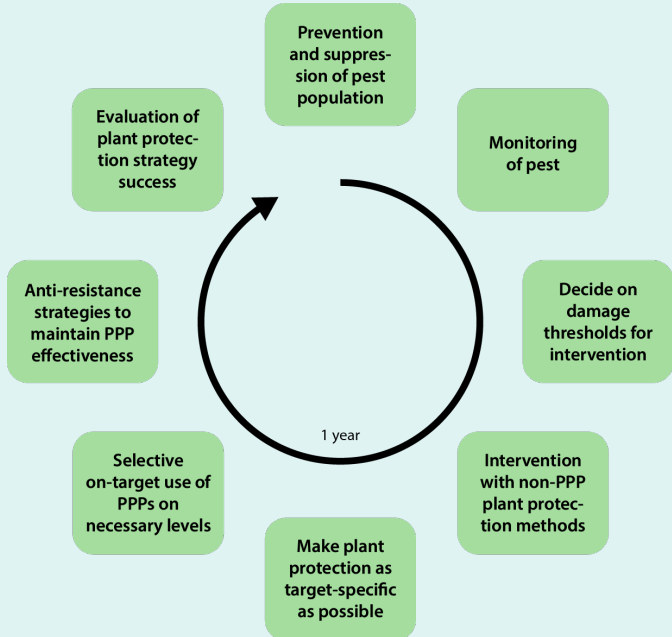 Prevention
and suppres-
sion of pest
population
Monitoring
of pest
Decide on
damage
thresholds for
intervention
Intervention
with non-PPP
plant protec-
tion methods
Make plant
protection as
target-specific
as possible
Selective
on-target use of
PPPs on
necessary levels
Anti-resistance
strategies to
maintain PPP
effectiveness
Evaluation of
plant protec-
tion strategy
success
1 year